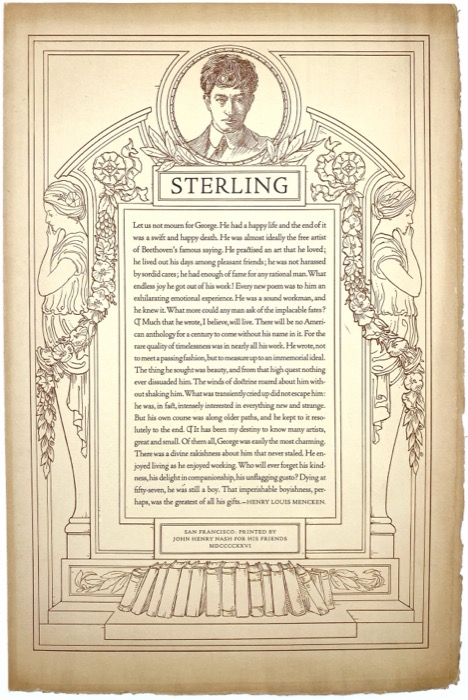 STERLING
Let us not mourn for George. He had a happy life and the end of it
was a swift and happy death. He was almost ideally the free artist
of Beethoven's famous saying. He practised an art that he loved;
he lived out his days among pleasant friends; he was not harassed
by sordid cares; he had enough of fame for any rational man. What
endless joy he got out of his work! Every new poem was to him an
exhilarating emotional experience. He was a sound workman, and
he knew it. What more could any man ask of the implacable fates?
¶ Much that he wrote, I believe, will live. There will be no Ameri-
can anthology for a century to come without his name in it. For the
rare quality of timelessness was in nearly all his work. He wrote, not
to meet a passing fashion, but to measure up to an immemorial ideal.
The thing he sought was beauty, and from that high quest nothing
ever dissuaded him. The winds of doctrine roared about him with-
out shaking him. What was transiently cried up did not escape him:
he was, in fact, intensely interested in everything new and strange.
But his own course was along older paths, and he kept to it reso-
lutely to the end. ¶ It has been my destiny to know many artists,
great and small. Of them all, George was easily the most charming.
There was a divine rakishness about him that never staled. He en-
joyed living as he enjoyed working. Who will ever forget his kind-
ness, his delight in companionship, his unflagging gusto? Dying at
fifty-seven, he was still a boy. That imperishable boyishness, per-
haps, was the greatest of all his gifts.—HENRY LOUIS MENCKEN.
SAN FRANCISCO: PRINTED BY
JOHN HENRY NASH FOR HIS FRIENDS
MDCCCCXXVI